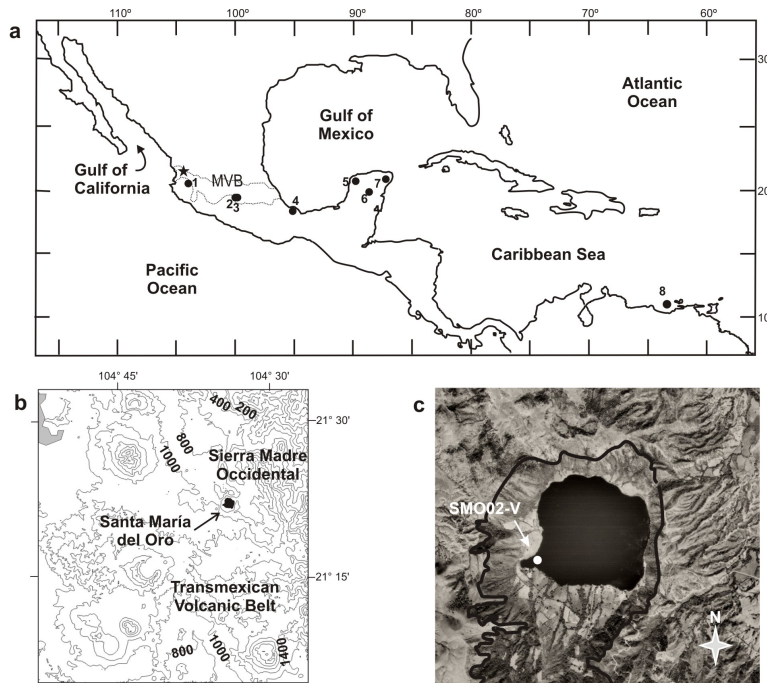 110° 100° 90° 80° 70° 60°
a
30
Atlantic
Ocean
Gulf of
Mexico
Gulf of
California
1
MVB
2
3
4
5
6
7
4
20
Caribbean Sea
Pacific
Ocean
8
10
b
104° 45' 104° 30'
400 200
21° 30'
800
1000
Sierra Madre
Occidental
Santa María
del Oro
21° 15'
Transmexican
Volcanic Belt
800
1000
1400
c
SMO02-V
N